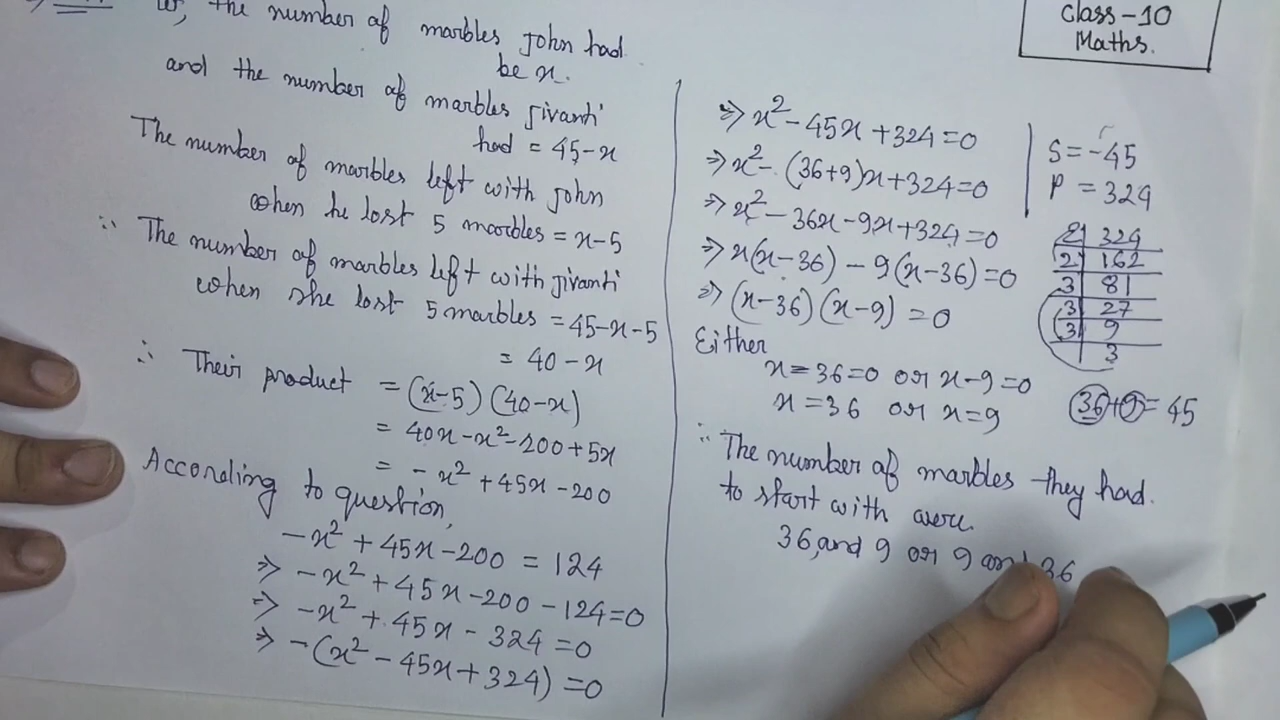 the number of marbles John had
be x.
and the number of marbles Jivanti
had = 45-x
The number of marbles left with John
when he lost 5 marbles = x-5
∴ The number of marbles left with Jivanti
when she lost 5 marbles = 45-x-5
= 40-x
∴ Their product = (x-5) (40-x)
= 40x-x²-200+5x
= -x²+45x-200
According to question,
-x²+45x-200 = 124
⇒ -x²+45x-200-124=0
⇒ -x²+45x-324=0
⇒ -(x²-45x+324)=0
class-10
Maths.
⇒ x²-45x+324=0
⇒ x²-(36+9)x+324=0
⇒ x²-36x-9x+324=0
⇒ x(x-36)-9(x-36)=0
⇒ (x-36)(x-9)=0
Either
x-36=0 or x-9=0
x=36 or x=9
∴ The number of marbles they had.
to start with were.
36, and 9 or 9 and 36
S=-45
P=324
2 324
2 162
3 81
3 27
3 9
3
36+9=45